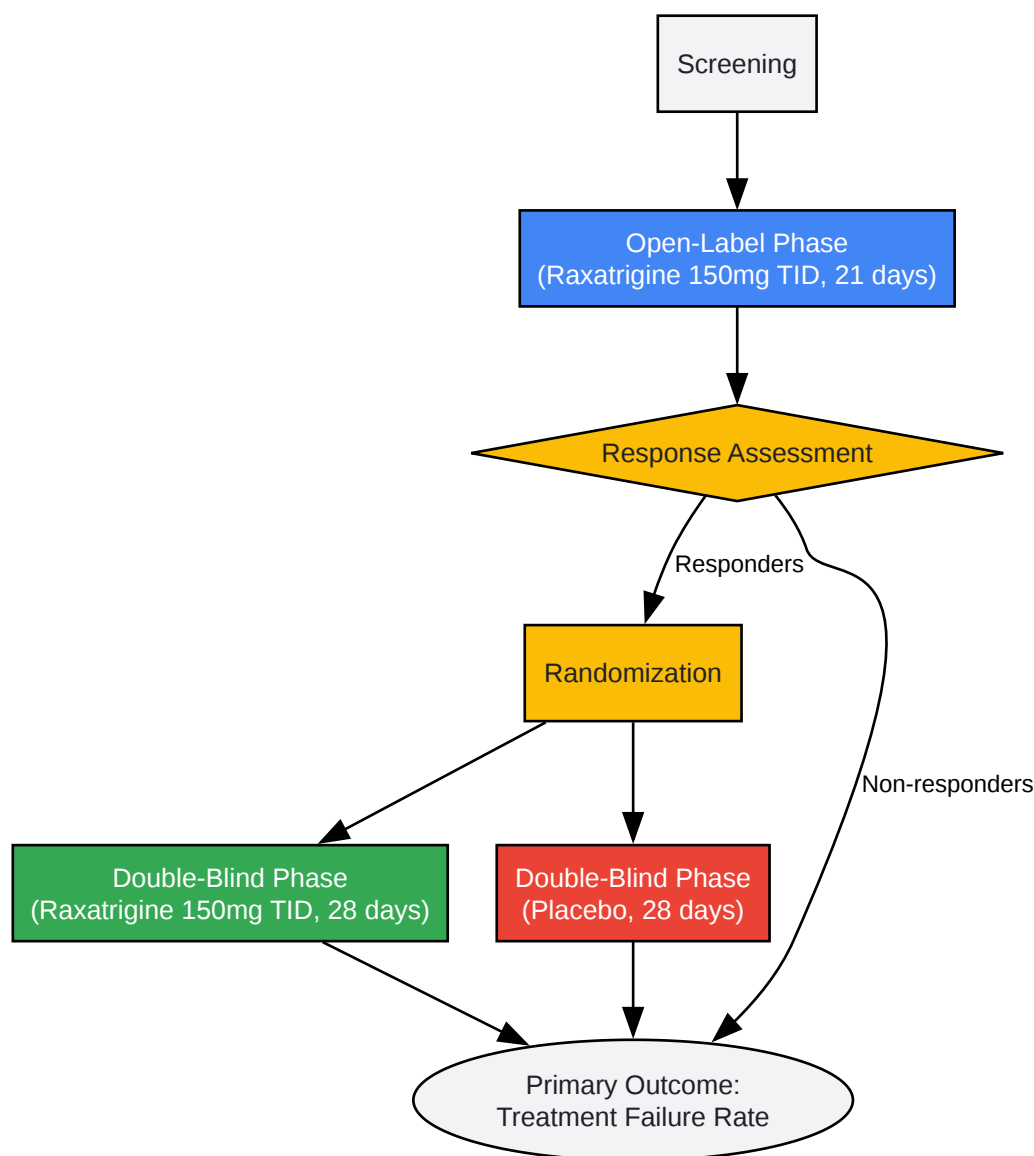 Screening
Open-Label Phase
(Raxatrigine 150mg TID, 21 days)
Response Assessment
Responders
Randomization
Non-responders
Double-Blind Phase
(Raxatrigine 150mg TID, 28 days)
Double-Blind Phase
(Placebo, 28 days)
Primary Outcome:
Treatment Failure Rate